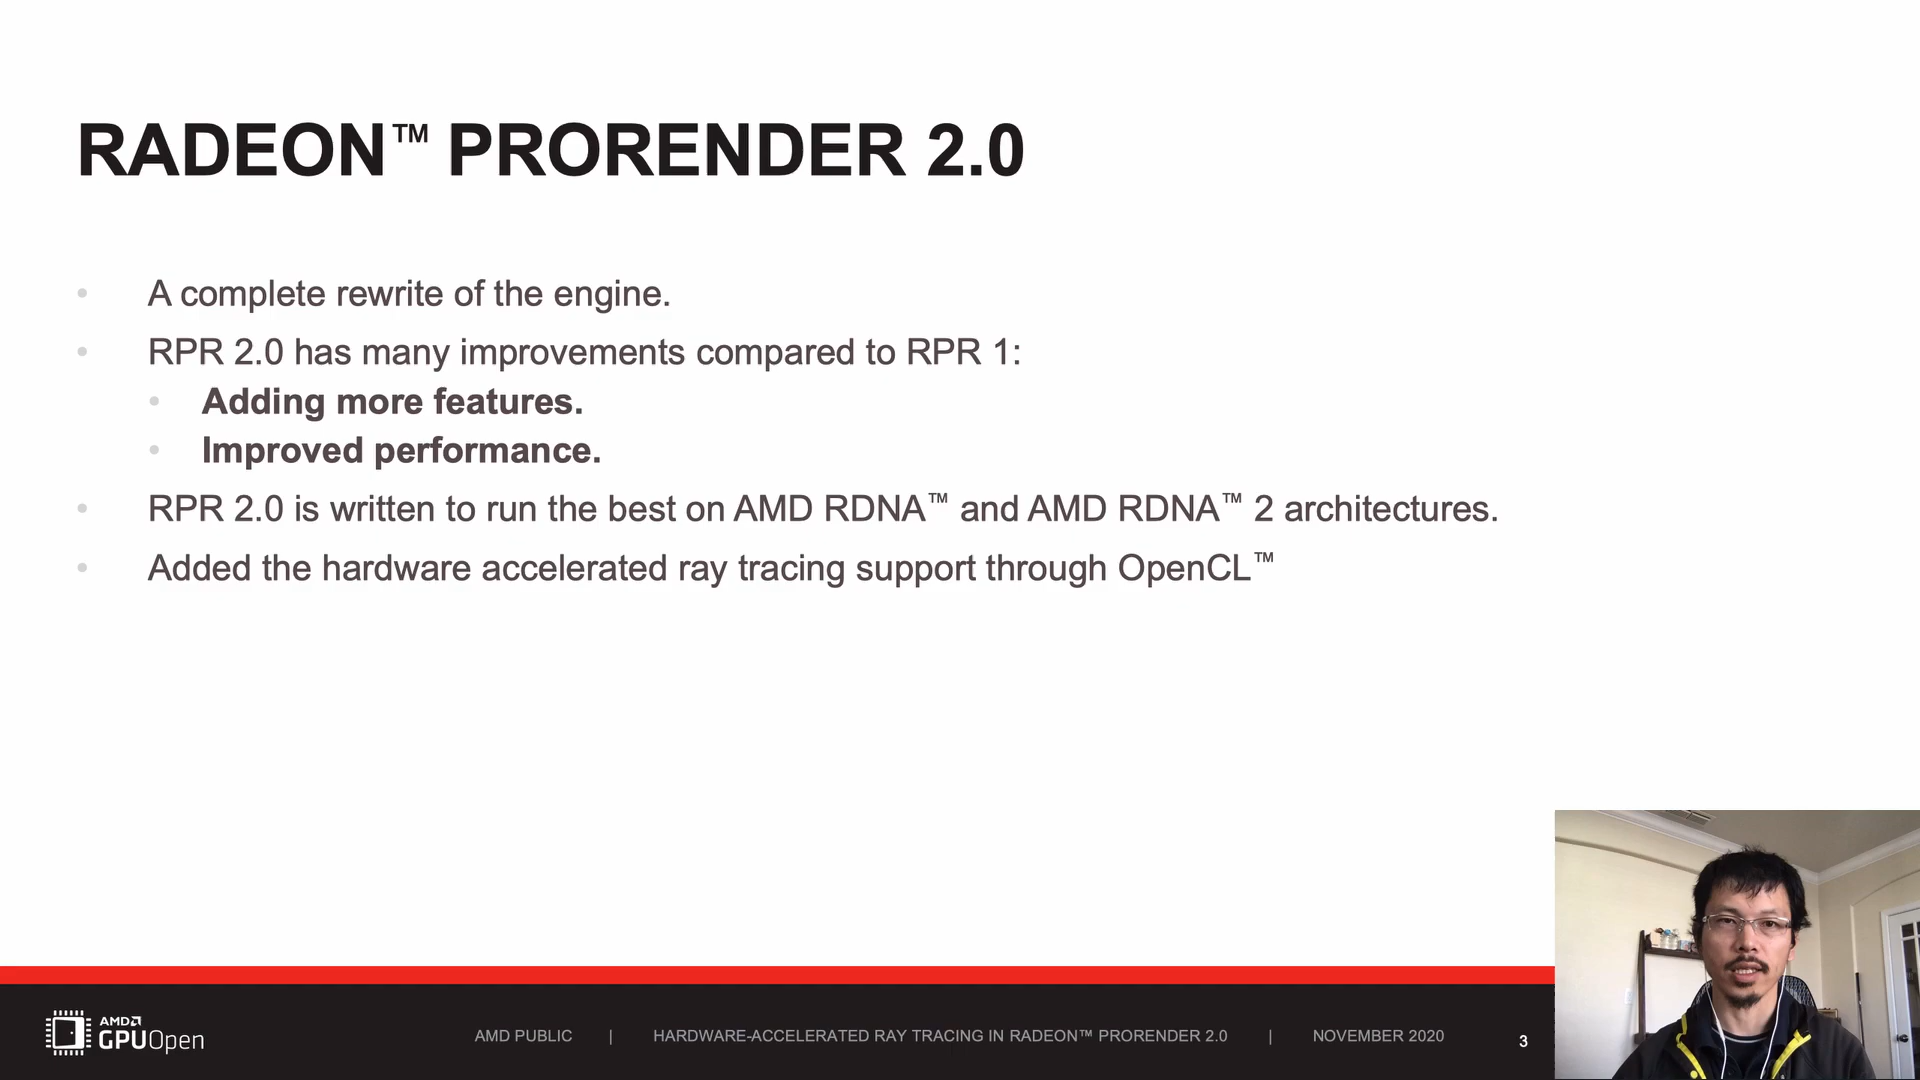 RADEON™ PRORENDER 2.0
• A complete rewrite of the engine.
• RPR 2.0 has many improvements compared to RPR 1:
• Adding more features.
• Improved performance.
• RPR 2.0 is written to run the best on AMD RDNA™ and AMD RDNA™ 2 architectures.
• Added the hardware accelerated ray tracing support through OpenCL™
AMD
GPUOpen
AMD PUBLIC | HARDWARE-ACCELERATED RAY TRACING IN RADEON™ PRORENDER 2.0 | NOVEMBER 2020
3